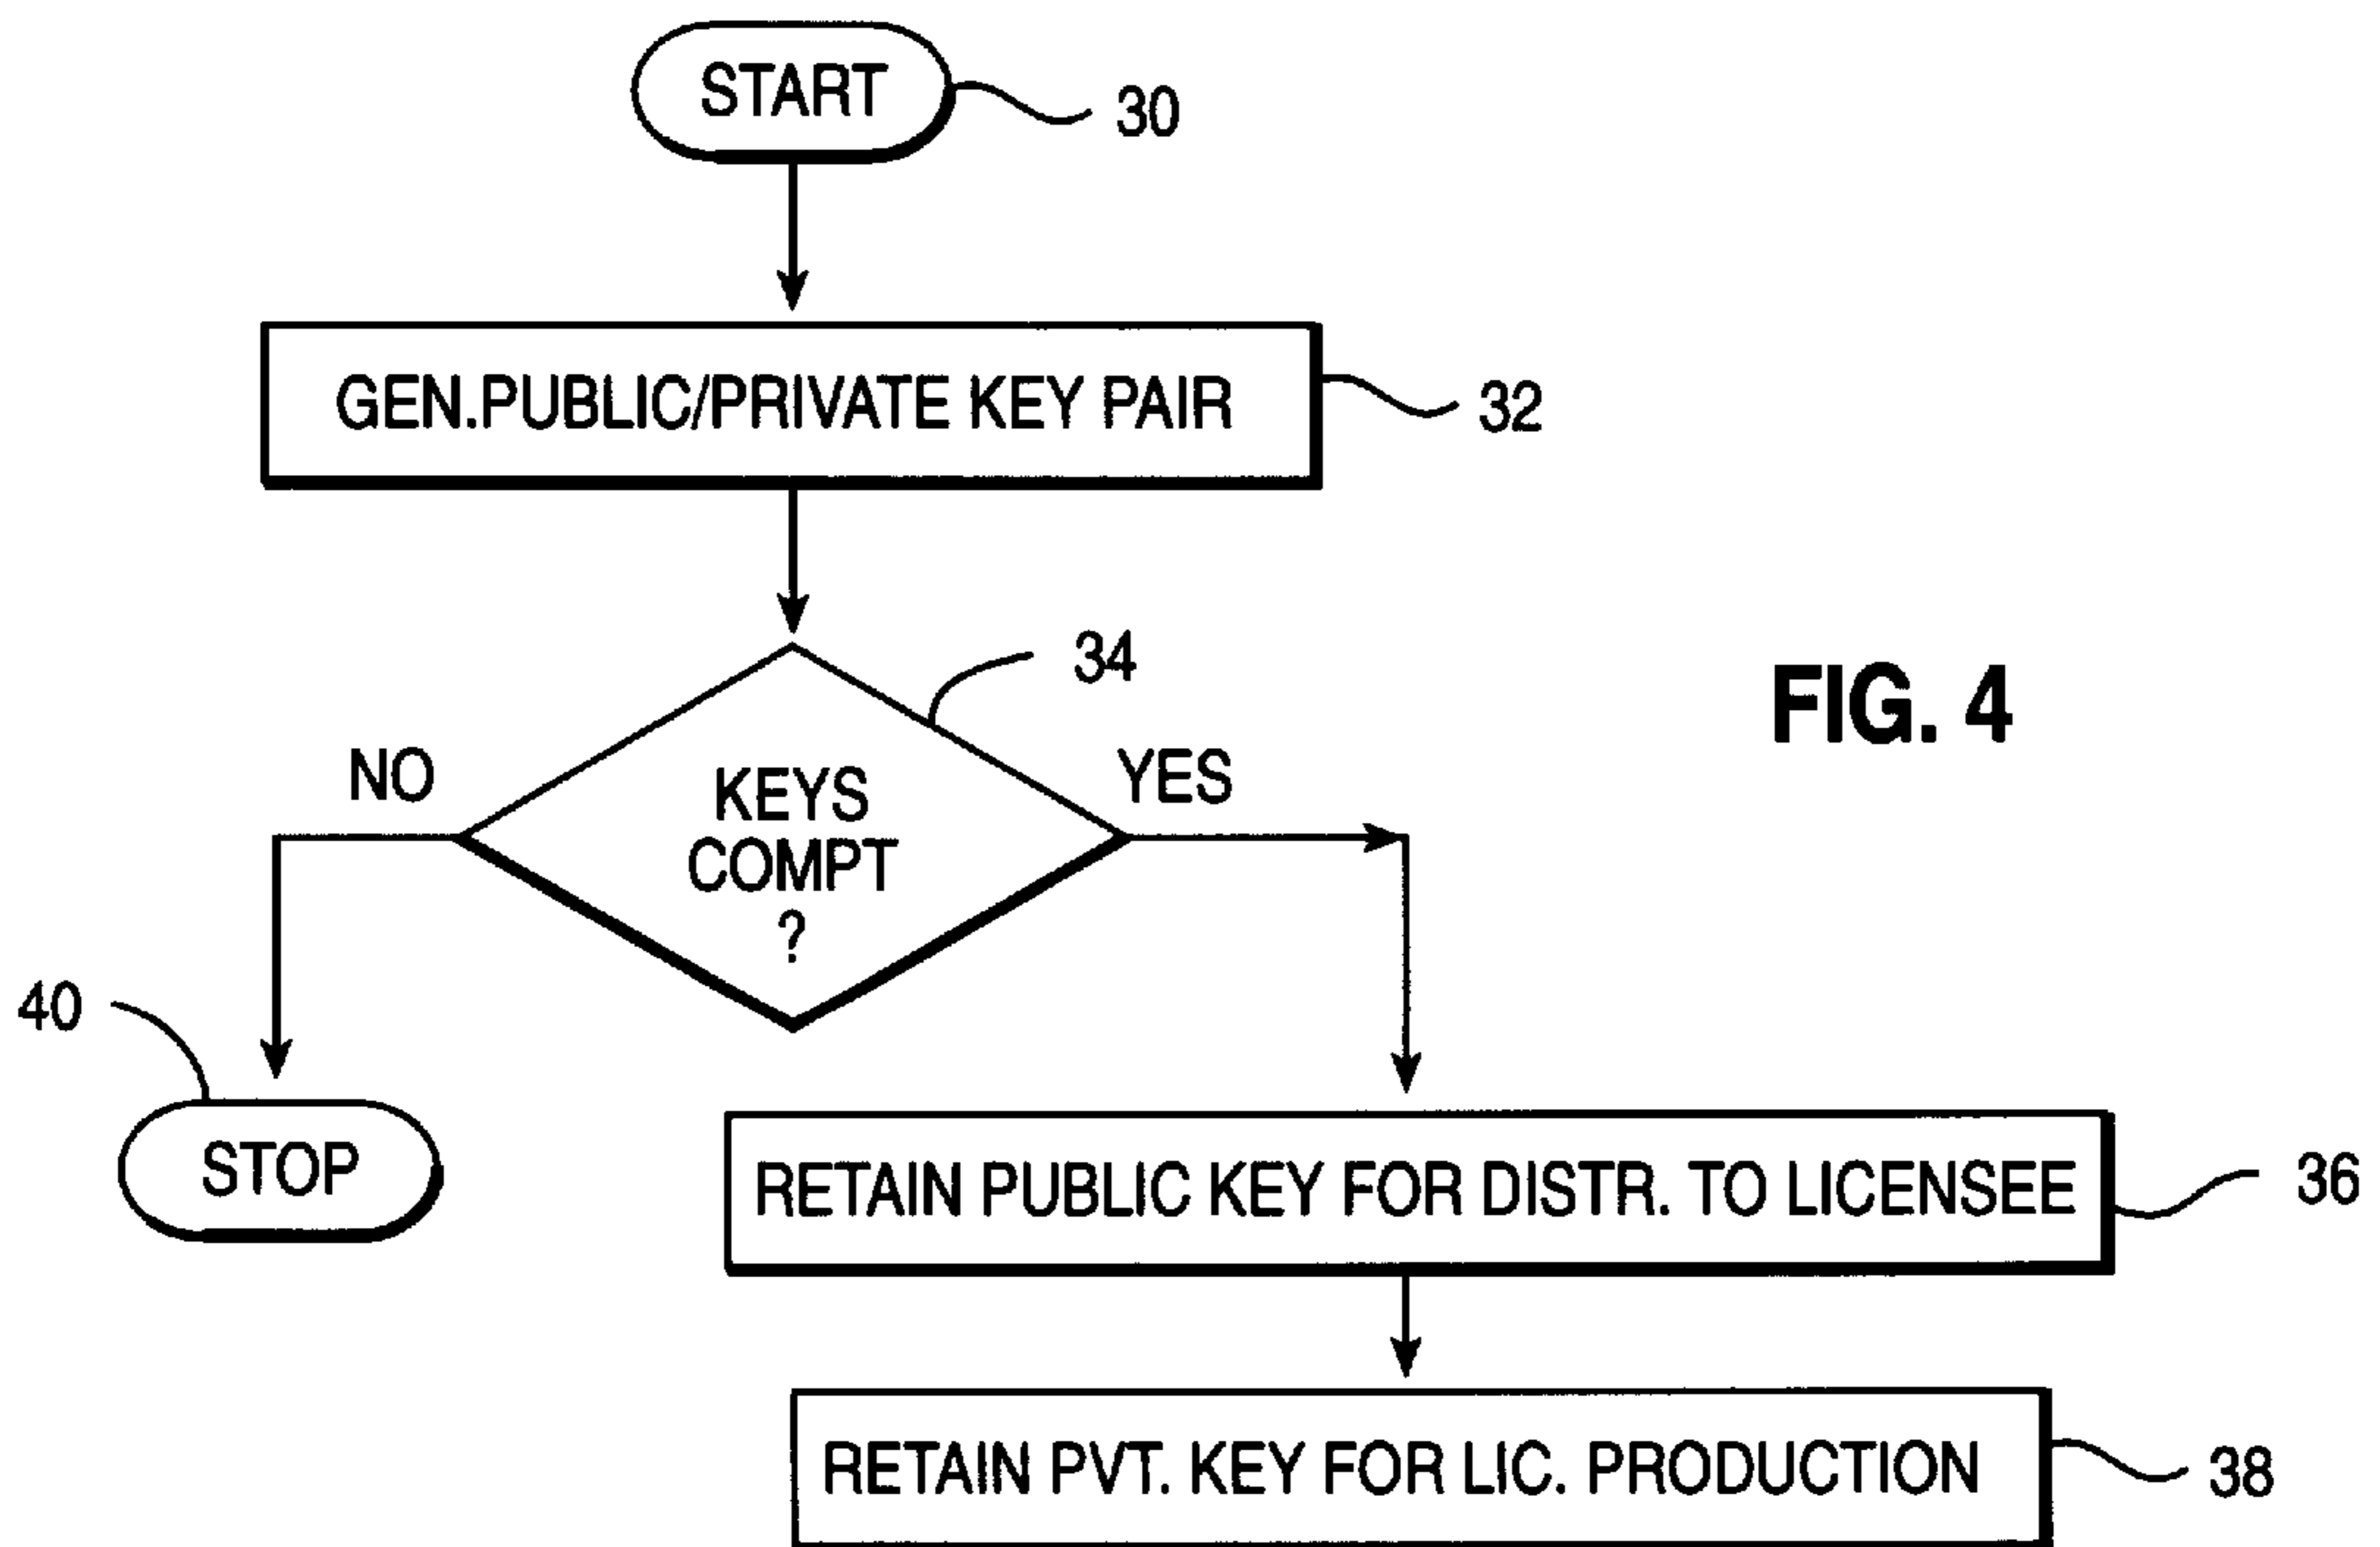 START
30
GEN.PUBLIC/PRIVATE KEY PAIR
32
34
FIG. 4
NO
YES
KEYS
COMPT
?
40
STOP
RETAIN PUBLIC KEY FOR DISTR. TO LICENSEE
36
RETAIN PVT. KEY FOR LIC. PRODUCTION
38